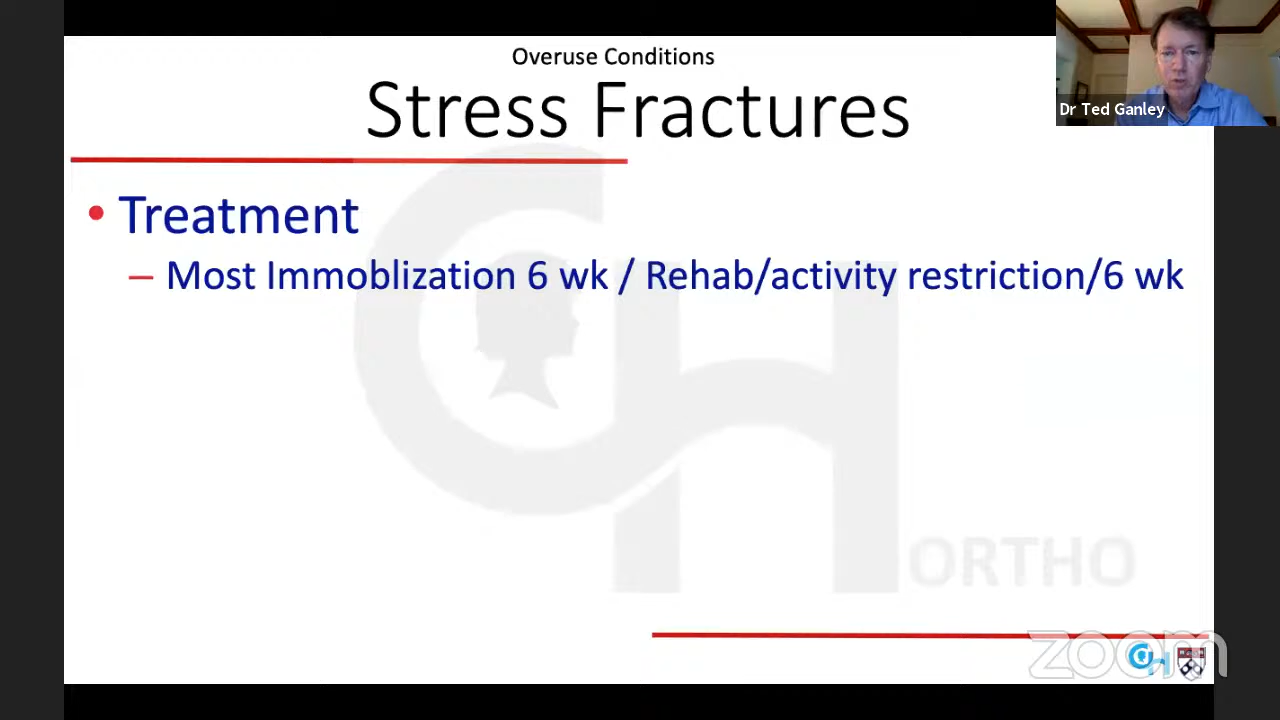 Overuse Conditions
Stress Fractures
Dr Ted Ganley
• Treatment
– Most Immoblization 6 wk / Rehab/activity restriction/6 wk
ORTHO
zoom